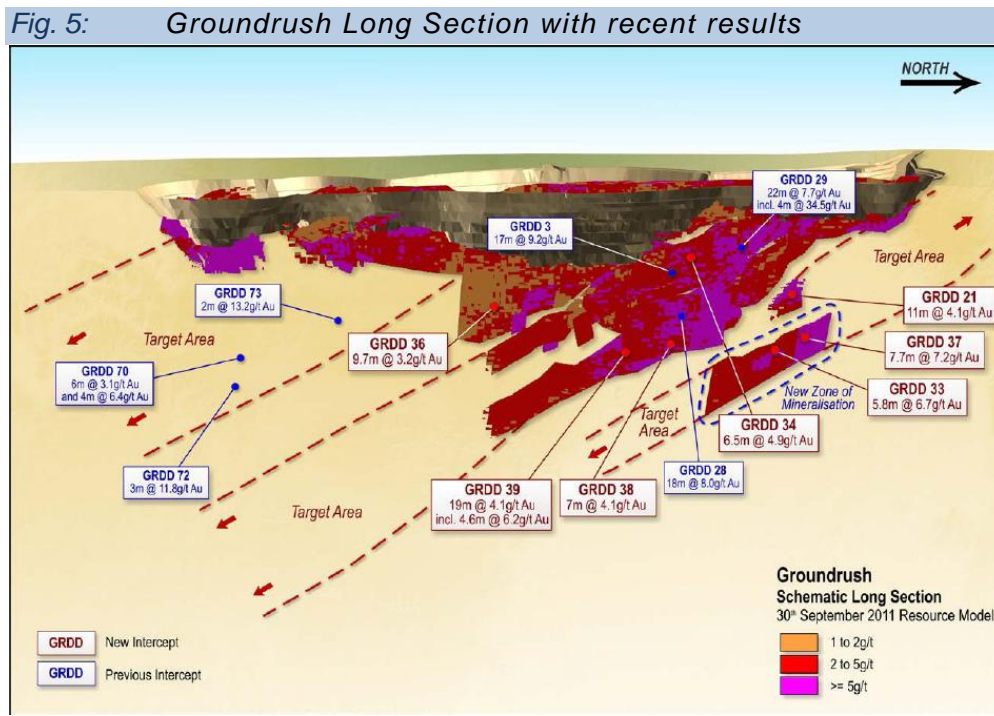 Fig. 5: Groundrush Long Section with recent results
NORTH
GRDD 29
22m @ 7.7g/t Au
incl. 4m @ 34.5g/t Au
GRDD 3
17m @ 9.2g/t Au
Target Area
GRDD 73
2m @ 13.2g/t Au
GRDD 21
11m @ 4.1g/t Au
Target Area
GRDD 36
9.7m @ 3.2g/t Au
GRDD 37
7.7m @ 7.2g/t Au
GRDD 70
6m @ 3.1g/t Au
and 4m @ 6.4g/t Au
New Zone of
Mineralisation
GRDD 33
5.8m @ 6.7g/t Au
Target
Area
GRDD 34
6.5m @ 4.9g/t Au
GRDD 72
3m @ 11.8g/t Au
GRDD 39
19m @ 4.1g/t Au
incl. 4.6m @ 6.2g/t Au
GRDD 38
7m @ 4.1g/t Au
GRDD 28
18m @ 8.0g/t Au
Target Area
Groundrush
Schematic Long Section
30th September 2011 Resource Model
1 to 2g/t
2 to 5g/t
>= 5g/t
GRDD New Intercept
GRDD Previous Intercept